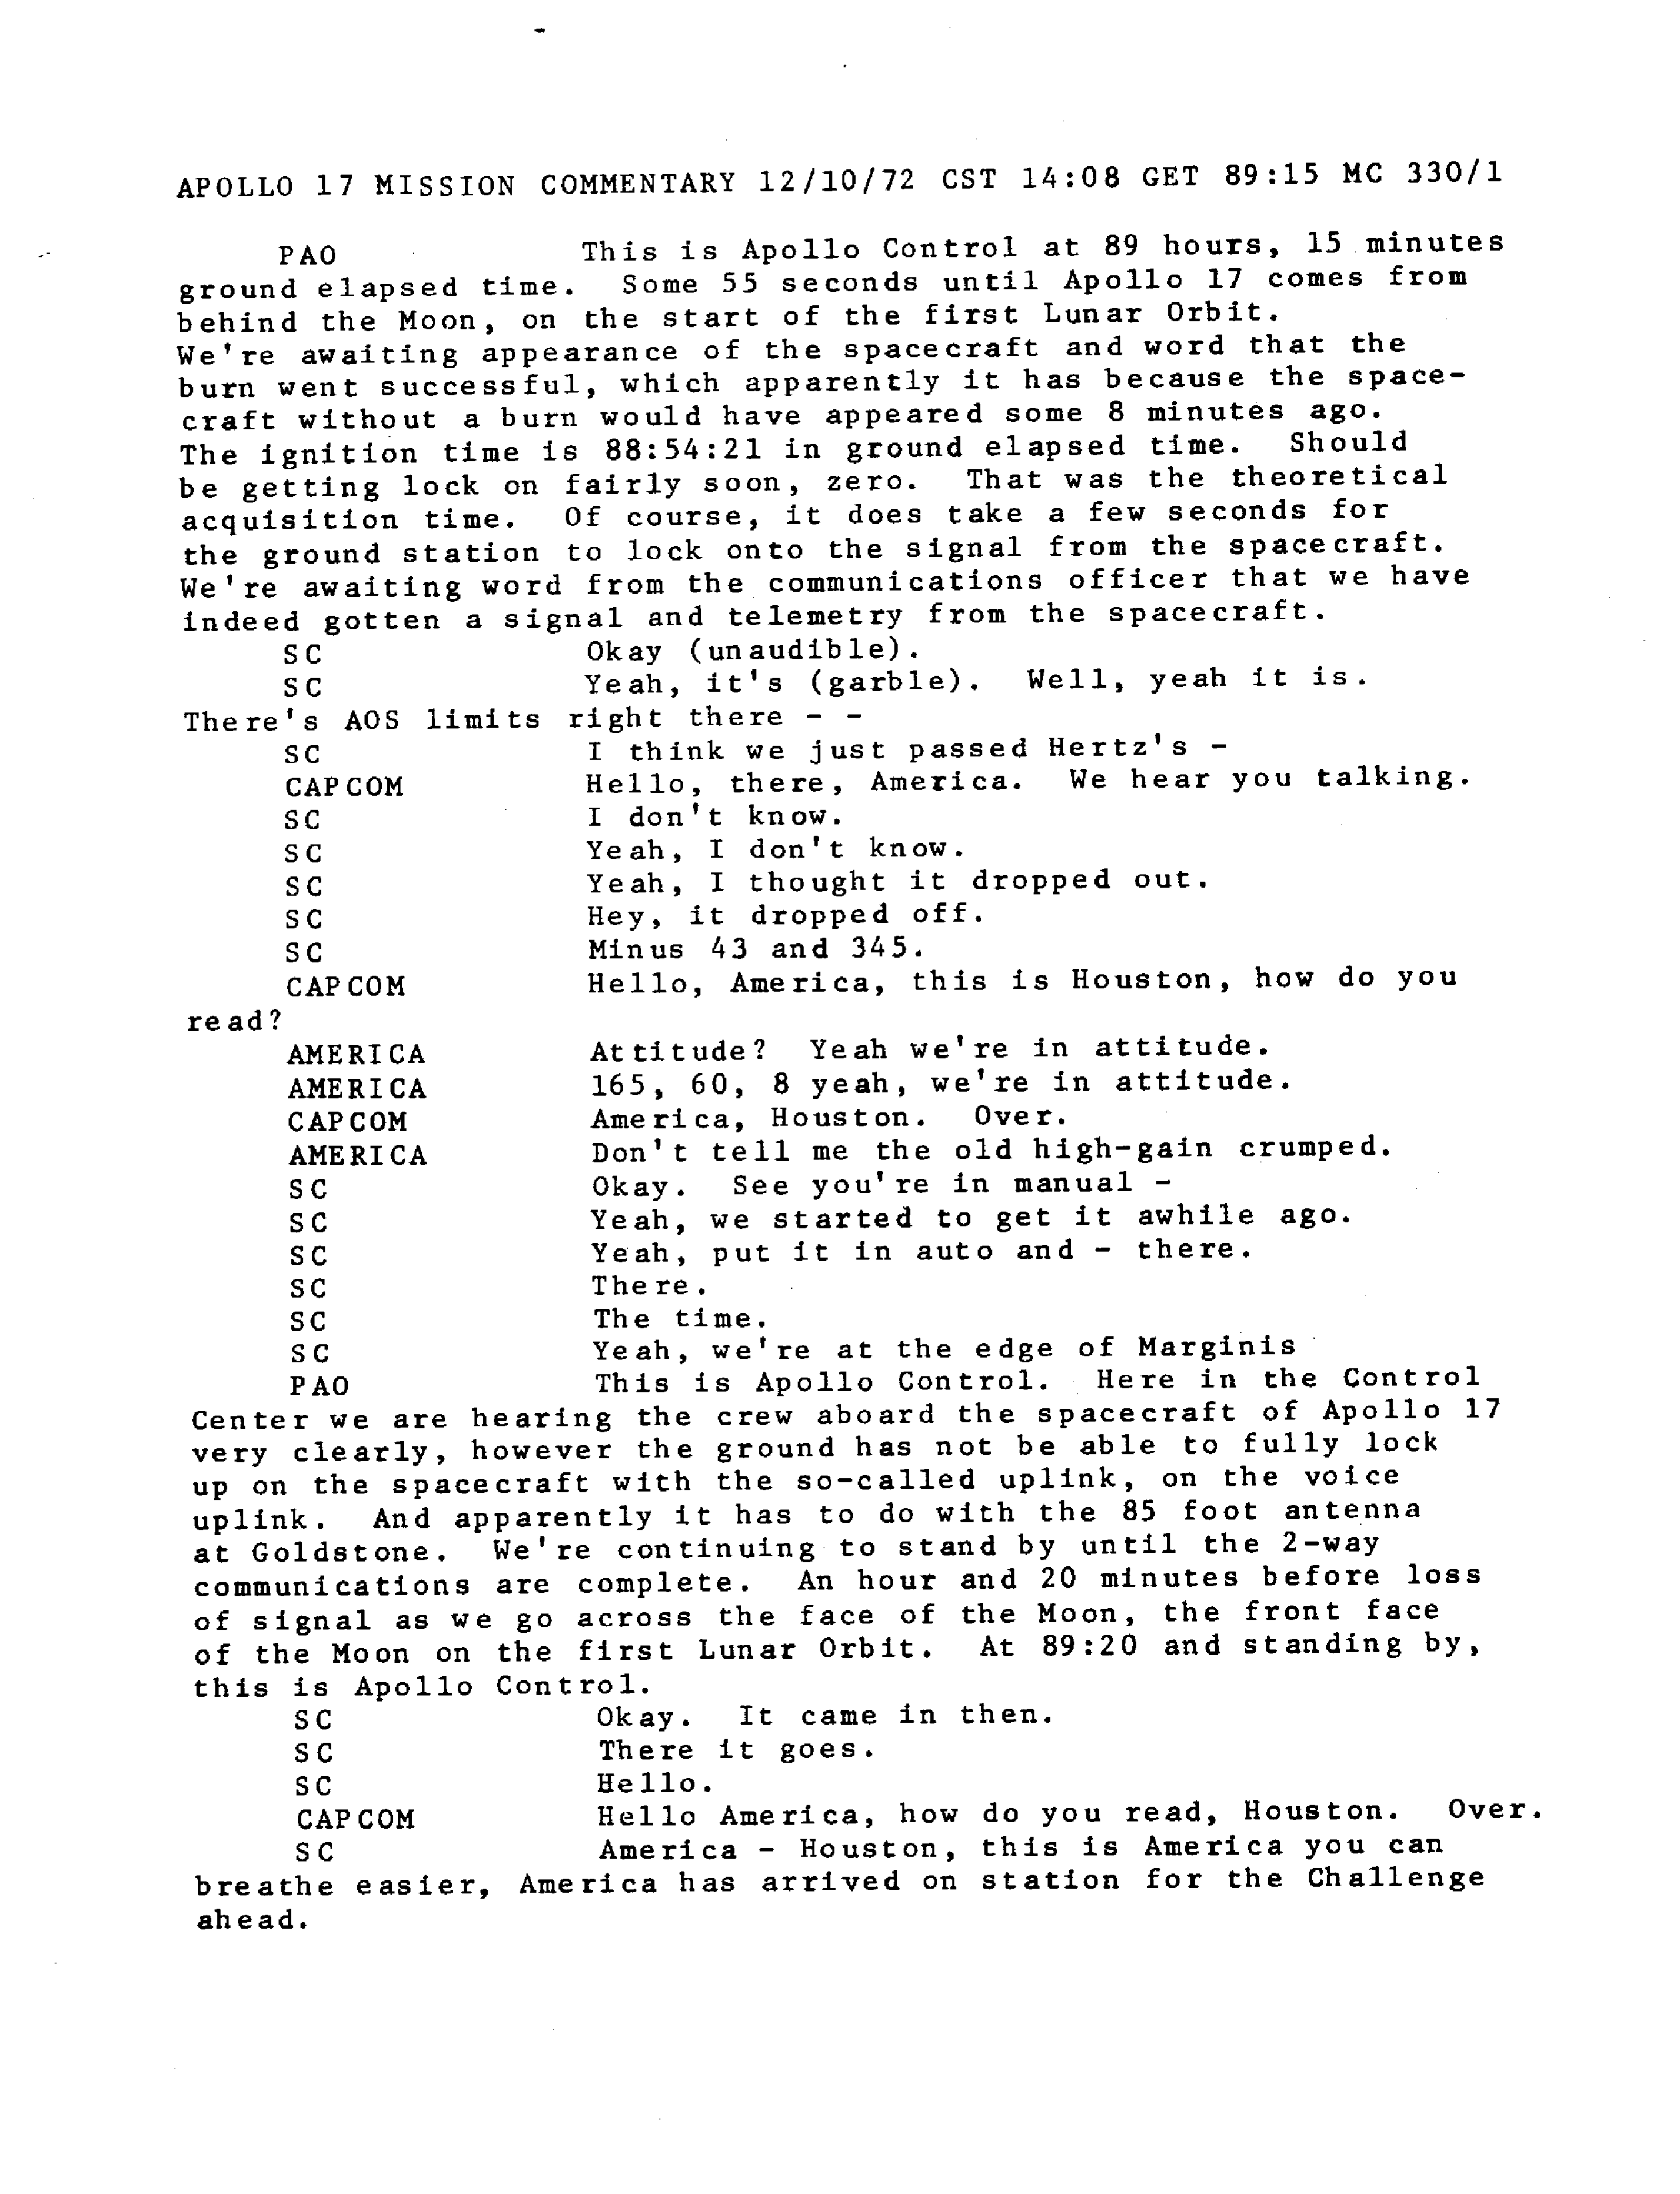 APOLLO 17 MISSION COMMENTARY 12/10/72 CST 14:08 GET 89:15 MC 330/1
PAO This is Apollo Control at 89 hours, 15 minutes
ground elapsed time. Some 55 seconds until Apollo 17 comes from
behind the Moon, on the start of the first Lunar Orbit.
We're awaiting appearance of the spacecraft and word that the
burn went successful, which apparently it has because the space-
craft without a burn would have appeared some 8 minutes ago.
The ignition time is 88:54:21 in ground elapsed time. Should
be getting lock on fairly soon, zero. That was the theoretical
acquisition time. Of course, it does take a few seconds for
the ground station to lock onto the signal from the spacecraft.
We're awaiting word from the communications officer that we have
indeed gotten a signal and telemetry from the spacecraft.
SC Okay (unaudible).
SC Yeah, it's (garble). Well, yeah it is.
There's AOS limits right there - -
SC I think we just passed Hertz's -
CAPCOM Hello, there, America. We hear you talking.
SC I don't know.
SC Yeah, I don't know.
SC Yeah, I thought it dropped out.
SC Hey, it dropped off.
SC Minus 43 and 345.
CAPCOM Hello, America, this is Houston, how do you
read?
AMERICA Attitude? Yeah we're in attitude.
AMERICA 165, 60, 8 yeah, we're in attitude.
CAPCOM America, Houston. Over.
AMERICA Don't tell me the old high-gain crumped.
SC Okay. See you're in manual -
SC Yeah, we started to get it awhile ago.
SC Yeah, put it in auto and - there.
SC There.
SC The time.
SC Yeah, we're at the edge of Marginis
PAO This is Apollo Control. Here in the Control
Center we are hearing the crew aboard the spacecraft of Apollo 17
very clearly, however the ground has not be able to fully lock
up on the spacecraft with the so-called uplink, on the voice
uplink. And apparently it has to do with the 85 foot antenna
at Goldstone. We're continuing to stand by until the 2-way
communications are complete. An hour and 20 minutes before loss
of signal as we go across the face of the Moon, the front face
of the Moon on the first Lunar Orbit. At 89:20 and standing by,
this is Apollo Control.
SC Okay. It came in then.
SC There it goes.
SC Hello.
CAPCOM Hello America, how do you read, Houston. Over.
SC America - Houston, this is America you can
breathe easier, America has arrived on station for the Challenge
ahead.